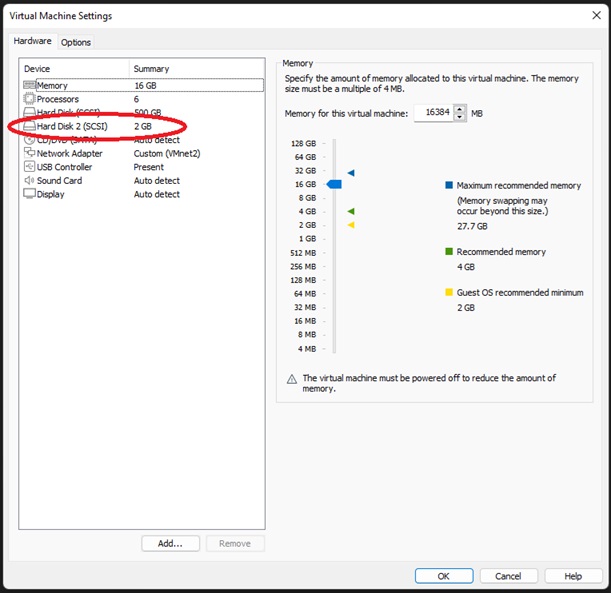 Virtual Machine Settings
Hardware Options
Device Summary
Memory 16 GB
Processors 6
Hard Disk (SCSI) 500 GB
Hard Disk 2 (SCSI) 2 GB
CD/DVD (SATA) Auto detect
Network Adapter Custom (VMnet2)
USB Controller Present
Sound Card Auto detect
Display Auto detect
Add... Remove
Memory
Specify the amount of memory allocated to this virtual machine. The memory
size must be a multiple of 4 MB.
Memory for this virtual machine: 16384 MB
128 GB
64 GB
32 GB
16 GB
8 GB
4 GB
2 GB
1 GB
512 MB
256 MB
128 MB
64 MB
32 MB
16 MB
8 MB
4 MB
Maximum recommended memory
(Memory swapping may
occur beyond this size.)
27.7 GB
Recommended memory
4 GB
Guest OS recommended minimum
2 GB
The virtual machine must be powered off to reduce the amount of
memory.
OK Cancel Help